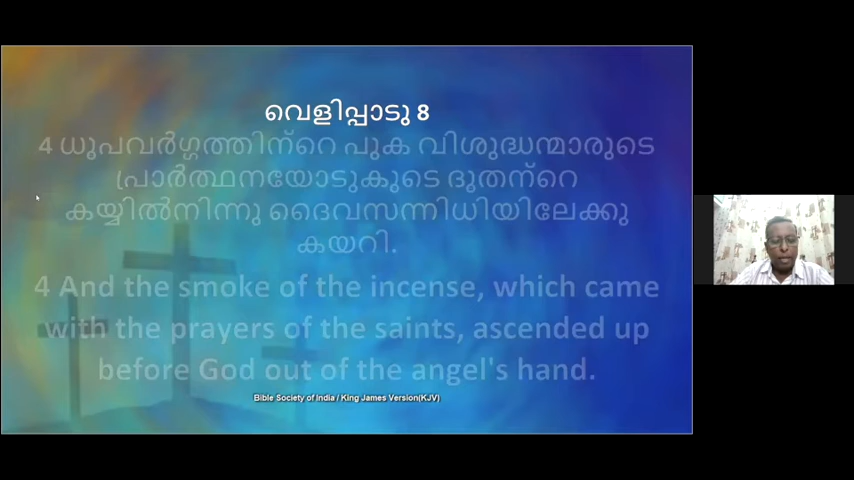 വെളിപ്പാടു 8
4 ധൂപവർഗ്ഗത്തിന്റെ പുക വിശുദ്ധന്മാരുടെ
പ്രാർത്ഥനയോടുകുടെ ദൂതന്റെ
കയ്യിൽനിന്നു ദൈവസന്നിധിയിലേക്കു
കയറി.
4 And the smoke of the incense, which came
with the prayers of the saints, ascended up
before God out of the angel's hand.
Bible Society of India / King James Version(KJV)